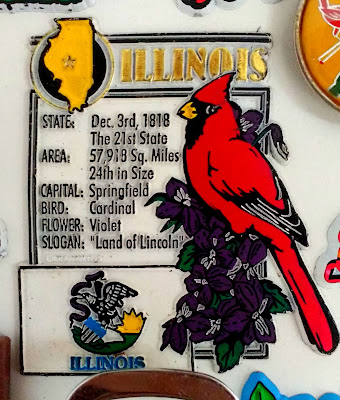 ILLINOIS
STATE: Dec. 3rd, 1818
The 21st State
AREA: 57,918 Sq. Miles
24th in Size
CAPITAL: Springfield
BIRD: Cardinal
FLOWER: Violet
SLOGAN: "Land of Lincoln"
ILLINOIS